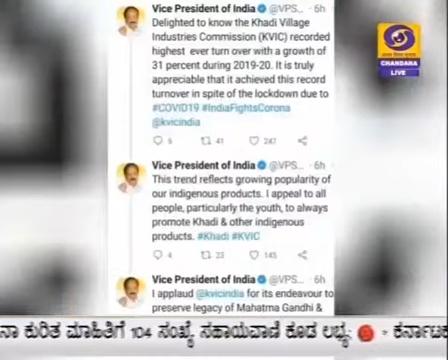 Vice President of India @VPS... · 6h
Delighted to know the Khadi Village
Industries Commission (KVIC) recorded
highest ever turn over with a growth of
31 percent during 2019-20. It is truly
appreciable that it achieved this record
turnover in spite of the lockdown due to
#COVID19 #IndiaFightsCorona
@kvicindia
41 247
Vice President of India @VPS... · 6h
This trend reflects growing popularity of
our indigenous products. I appeal to all
people, particularly the youth, to always
promote Khadi & other indigenous
products. #Khadi #KVIC
4 23 145
Vice President of India @VPS... · 6h
I applaud @kvicindia for its endeavour to
preserve legacy of Mahatma Gandhi &
CHANDANA
LIVE
ನಾ ಕುರಿತ ಮಾಹಿತಿಗೆ 104 ಸಂಖ್ಯೆ ಸಹಾಯವಾಣಿ ಕೂಡ ಲಭ್ಯ - ಕರ್ನಾಟಕ